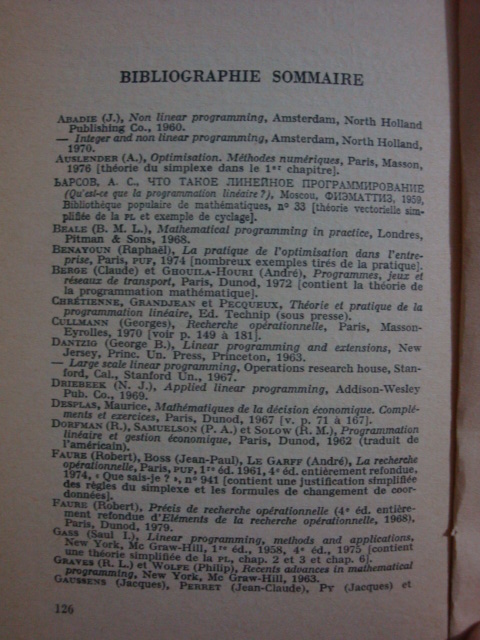 BIBLIOGRAPHIE SOMMAIRE
ABADIE (J.), Non linear programming, Amsterdam, North Holland
Publishing Co., 1960.
— Integer and non linear programming, Amsterdam, North Holland,
1970.
AUSLENDER (A.), Optimisation. Méthodes numériques, Paris, Masson,
1976 [théorie du simplexe dans le 1er chapitre].
ЬАРСОВ, А. С., ЧТО ТАКОЕ ЛИНЕЙНОЕ ПРОГРАММИРОВАНИЕ
(Qu'est-ce que la programmation linéaire ?), Moscou, ФИЗМАТГИЗ, 1959,
Bibliothèque populaire de mathématiques, n° 33 [théorie vectorielle sim-
plifiée de la PL et exemple de cyclage].
BEALE (B. M. L.), Mathematical programming in practice, Londres,
Pitman & Sons, 1968.
BENAYOUN (Raphaël), La pratique de l'optimisation dans l'entre-
prise, Paris, PUF, 1974 [nombreux exemples tirés de la pratique].
BERGE (Claude) et GHOUILA-HOURI (André), Programmes, jeux et
réseaux de transport, Paris, Dunod, 1972 [contient la théorie de
la programmation mathématique].
CHRÉTIENNE, GRANDJEAN et PECQUEUX, Théorie et pratique de la
programmation linéaire, Ed. Technip (sous presse).
CULLMANN (Georges), Recherche opérationnelle, Paris, Masson-
Eyrolles, 1970 [voir p. 149 à 181].
DANTZIG (George B.), Linear programming and extensions, New
Jersey, Princ. Un. Press, Princeton, 1963.
— Large scale linear programming, Operations research house, Stan-
ford, Cal., Stanford Un., 1967.
DRIEBEEK (N. J.), Applied linear programming, Addison-Wesley
Pub. Co., 1969.
DESPLAS, Maurice, Mathématiques de la décision économique. Complé-
ments et exercices, Paris, Dunod, 1967 [v. p. 71 à 167].
DORFMAN (R.), SAMUELSON (P. A.) et SOLOW (R. M.), Programmation
linéaire et gestion économique, Paris, Dunod, 1962 (traduit de
l'américain).
FAURE (Robert), BOSS (Jean-Paul), LE GARFF (André), La recherche
opérationnelle, Paris, PUF, 1re éd. 1961, 4e éd. entièrement refondue,
1974, « Que sais-je ? », n° 941 [contient une justification simplifiée
des règles du simplexe et les formules de changement de coor-
données].
FAURE (Robert), Précis de recherche opérationnelle (4e éd. entière-
ment refondue d'Eléments de la recherche opérationnelle, 1968),
Paris, Dunod, 1979.
GASS (Saul I.), Linear programming, methods and applications,
New York, Mc Graw-Hill, 1re éd., 1958, 4e éd., 1975 [contient
une théorie simplifiée de la PL, chap. 2 et 3 et chap. 6].
GRAVES (R. L.) et WOLFE (Philip), Recents advances in mathematical
programming, New York, Mc Graw-Hill, 1963.
GAUSSENS (Jacques), PERRET (Jean-Claude), PY (Jacques) et
126